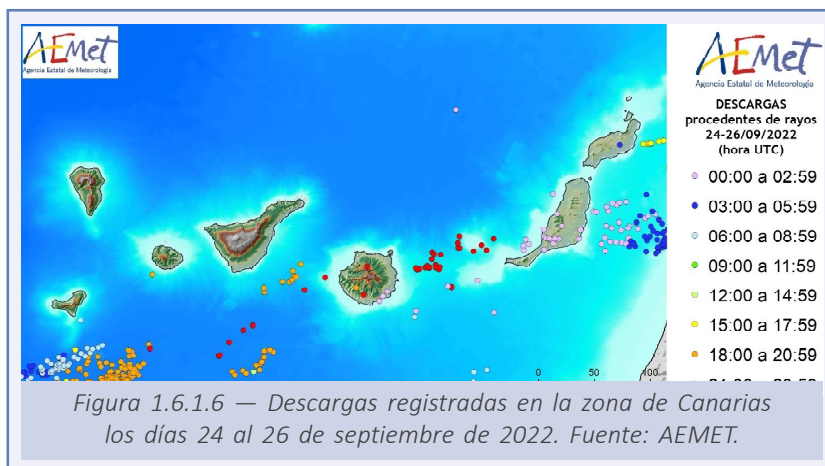 AEMet
Agencia Estatal de Meteorología
AEMet
Agencia Estatal de Meteorología
DESCARGAS
procedentes de rayos
24-26/09/2022
(hora UTC)
00:00 a 02:59
03:00 a 05:59
06:00 a 08:59
09:00 a 11:59
12:00 a 14:59
15:00 a 17:59
18:00 a 20:59
0 50 100
Figura 1.6.1.6 — Descargas registradas en la zona de Canarias
los días 24 al 26 de septiembre de 2022. Fuente: AEMET.